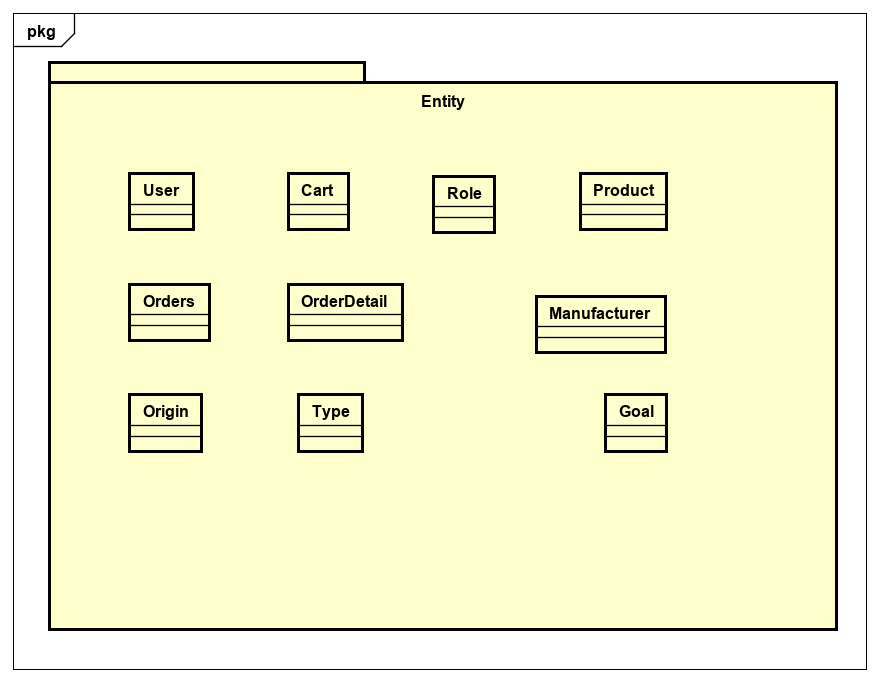 pkg
Entity
User
Cart
Role
Product
Orders
OrderDetail
Manufacturer
Origin
Type
Goal